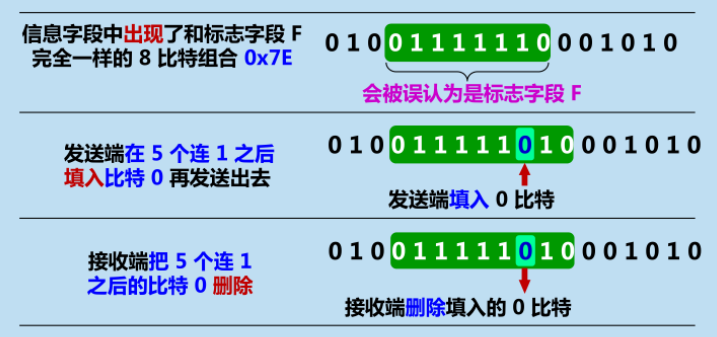 信息字段中出现了和标志字段 F
完全一样的 8 比特组合 0x7E
0 1 0 0 1 1 1 1 1 1 0 0 0 1 0 1 0
会被误认为是标志字段 F
发送端在 5 个连 1 之后
填入比特 0 再发送出去
0 1 0 0 1 1 1 1 1 0 1 0 0 0 1 0 1 0
发送端填入 0 比特
接收端把 5 个连 1
之后的比特 0 删除
0 1 0 0 1 1 1 1 1 0 1 0 0 0 1 0 1 0
接收端删除填入的 0 比特